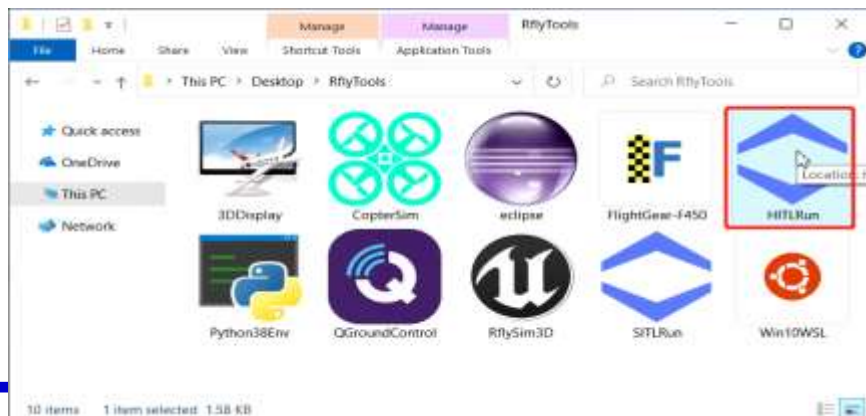 Manage
Manage
RflyTools
File
Home
Share
View
Shortcut Tools
Application Tools
This PC
Desktop
RflyTools
Search RflyTools
Quick access
OneDrive
This PC
Network
3DDisplay
CopterSim
eclipse
FlightGear-F450
HITLRun
Location:
Python38Env
QGroundControl
RflySim3D
SITLRun
Win10WSL
10 items
1 item selected 1.58 KB